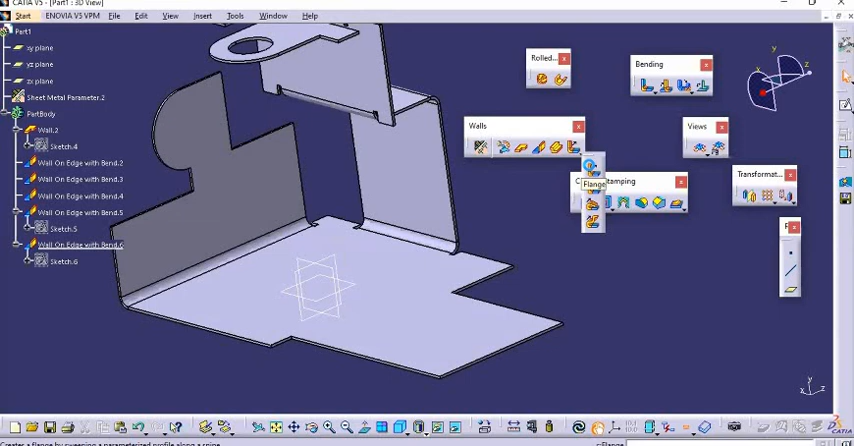 CATIA V5 - [Part1 : 3D View]
Start ENOVIA V5 VPM File Edit View Insert Tools Window Help
Part1
xy plane
yz plane
zx plane
Sheet Metal Parameter.2
PartBody
Wall.2
Sketch.4
Wall On Edge with Bend.2
Wall On Edge with Bend.3
Wall On Edge with Bend.4
Wall On Edge with Bend.5
Sketch.5
Wall On Edge with Bend.6
Sketch.6
Rolled...
Bending
Walls
Views
Flange
Stamping
Transformat...
x
y
z
y
x
z
CATIA
Creates a flange by sweeping a parameterized profile along a spine
Flange